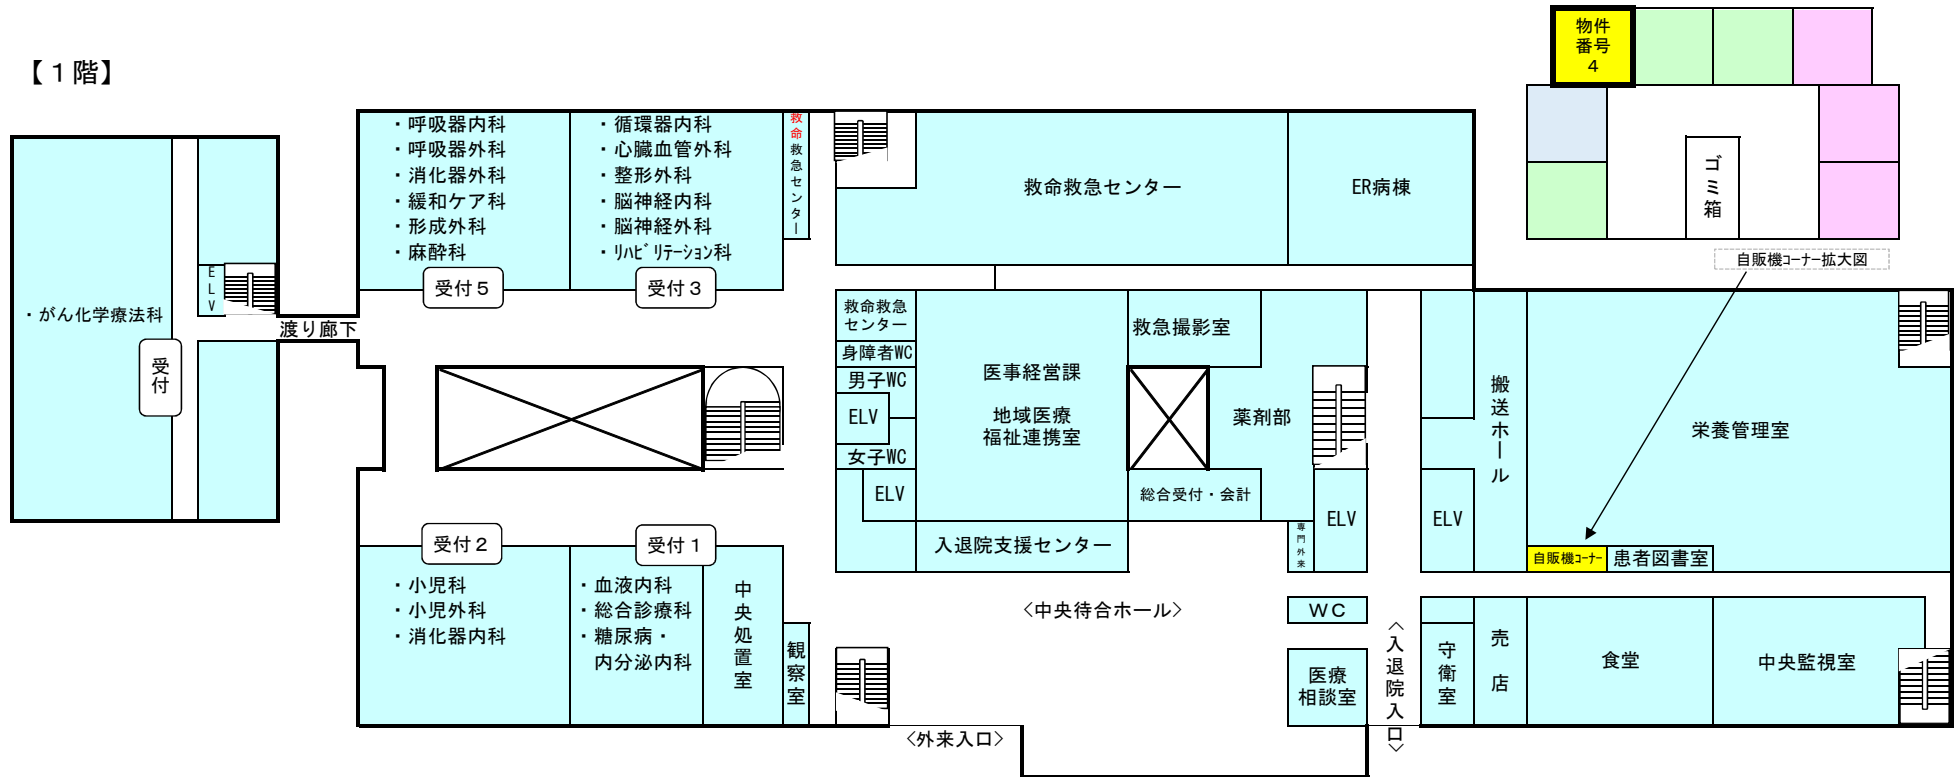 【１階】
物件
番号
４
ゴミ箱
自販機コーナー拡大図
・がん化学療法科
受付
ELV
渡り廊下
・呼吸器内科
・呼吸器外科
・消化器外科
・緩和ケア科
・形成外科
・麻酔科
受付５
・循環器内科
・心臓血管外科
・整形外科
・脳神経内科
・脳神経外科
・ﾘﾊﾋﾞﾘﾃｰｼｮﾝ科
受付３
救命救急センター
救命救急センター
ER病棟
救命救急
センター
身障者WC
男子WC
ELV
女子WC
ELV
医事経営課
地域医療
福祉連携室
救急撮影室
薬剤部
総合受付・会計
入退院支援センター
専門外来
ELV
ELV
搬送ホール
栄養管理室
自販機ｺｰﾅｰ
患者図書室
受付２
・小児科
・小児外科
・消化器内科
受付１
・血液内科
・総合診療科
・糖尿病・
内分泌内科
中央処置室
観察室
＜中央待合ホール＞
＜外来入口＞
ＷＣ
医療
相談室
＜入退院入口＞
守衛室
売店
食堂
中央監視室